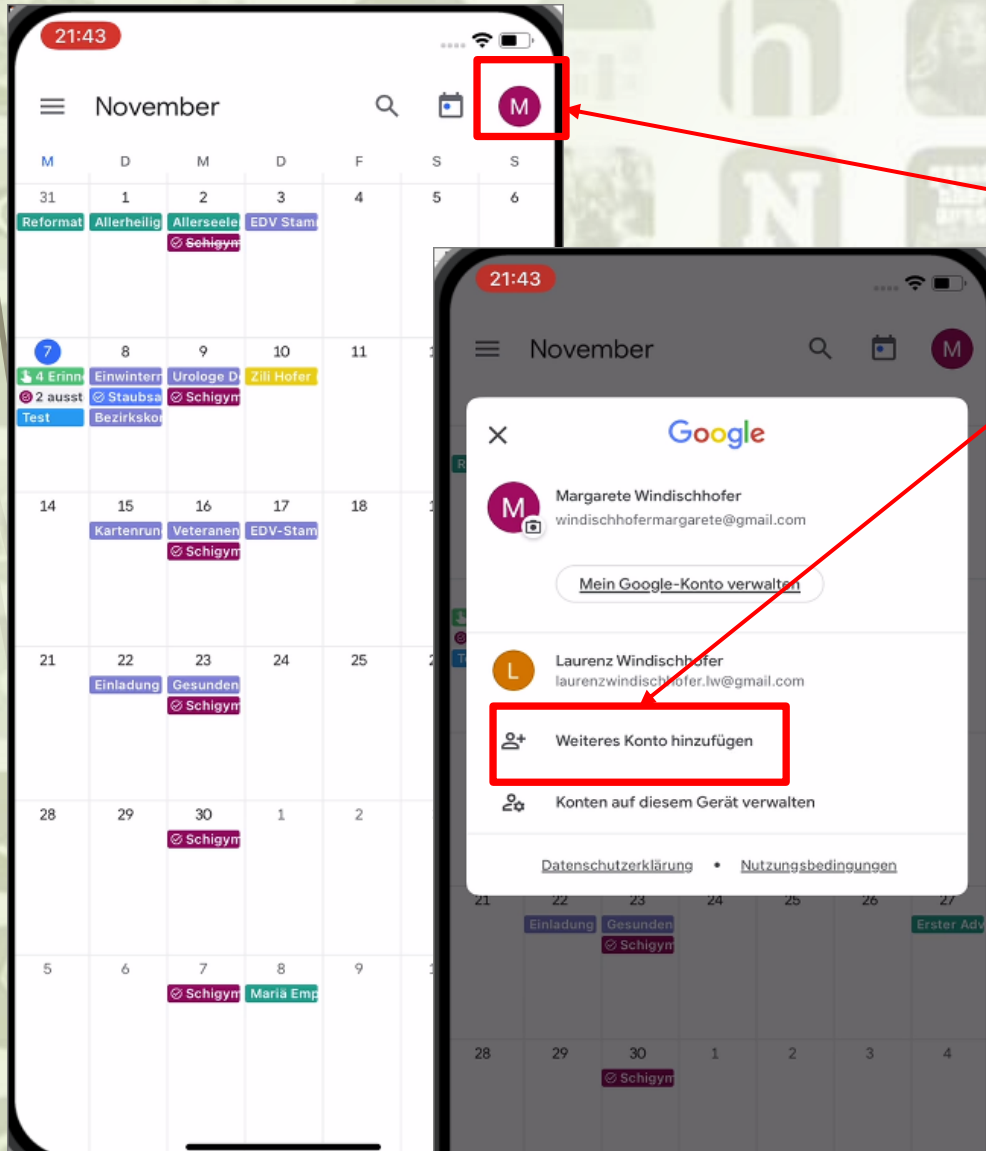 21:43
November
M
M D M D F S S
31 1 2 3 4 5 6
Reformat Allerheilig Allerseele EDV Stam
Schigym
7 8 9 10 11
4 Erinn Einwintern Urologe D Zili Hofer
2 ausst Staubsa Schigym
Test Bezirksko
14 15 16 17 18
Kartenrun Veteranen EDV-Stam
Schigym
21 22 23 24 25
Einladung Gesunden
Schigym
28 29 30 1 2
Schigym
5 6 7 8 9
Schigym Mariä Emp
21:43
November
M
Google
M
Margarete Windischhofer
windischhofermargarete@gmail.com
Mein Google-Konto verwalten
L
Laurenz Windischhofer
laurenzwindischhofer.lw@gmail.com
Weiteres Konto hinzufügen
Konten auf diesem Gerät verwalten
Datenschutzerklärung • Nutzungsbedingungen
21 22 23 24 25 26 27
Einladung Gesunden Erster Adv
Schigym
28 29 30 1 2 3 4
Schigym
h
N